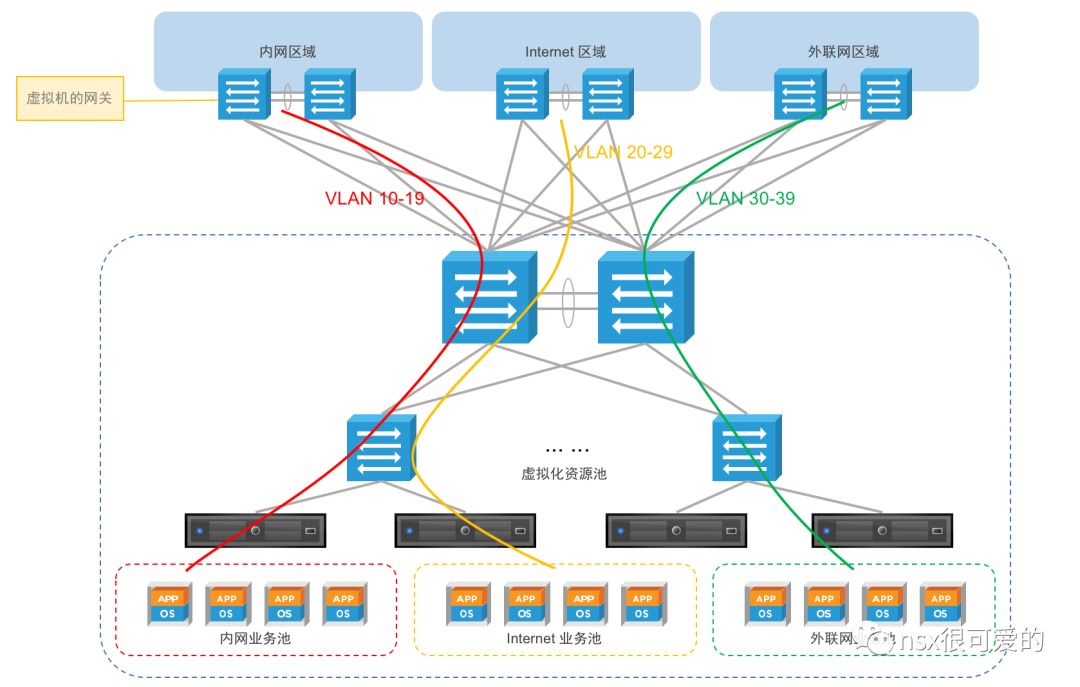 内网区域
Internet 区域
外联网区域
虚拟机的网关
VLAN 20-29
VLAN 10-19
VLAN 30-39
... ...
虚拟化资源池
APP
OS
APP
OS
APP
OS
APP
OS
APP
OS
APP
OS
APP
OS
APP
OS
APP
OS
APP
OS
APP
OS
APP
OS
内网业务池
Internet 业务池
外联网 池
nsx很可爱的